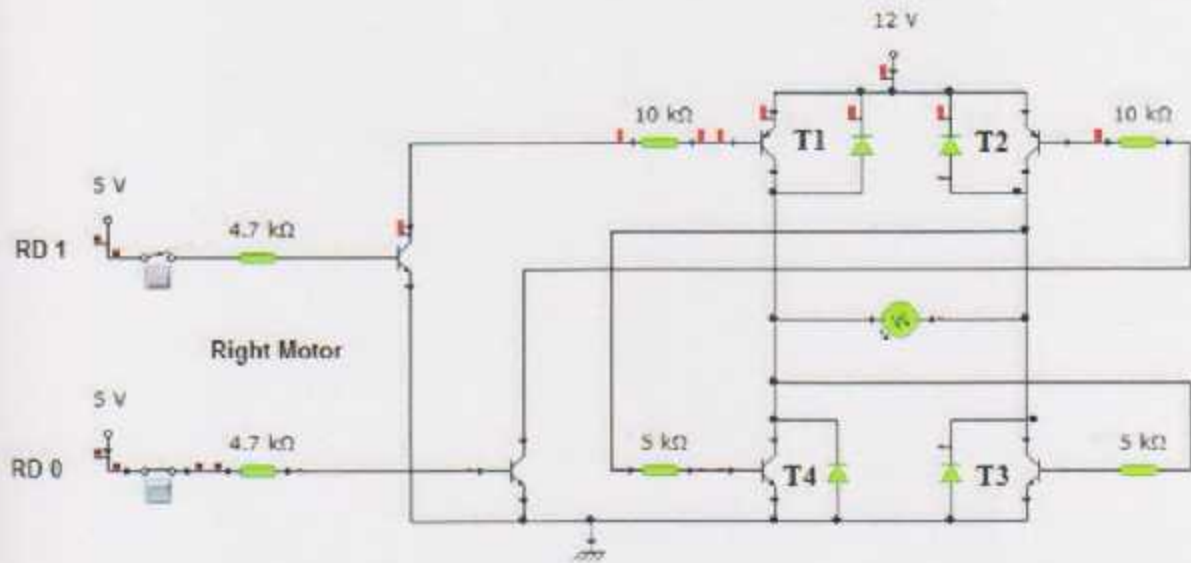 12 V
10 kΩ
T1
T2
10 kΩ
5 V
RD 1
4.7 kΩ
Right Motor
5 V
RD 0
4.7 kΩ
5 kΩ
T4
T3
5 kΩ